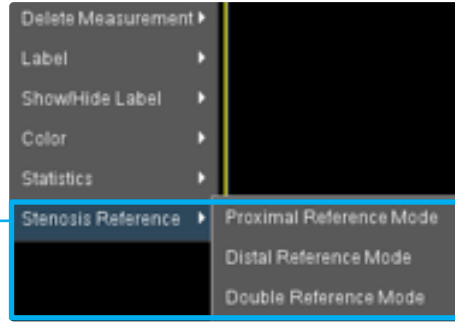 Delete Measurement
Label
Show/Hide Label
Color
Statistics
Stenosis Reference
Proximal Reference Mode
Distal Reference Mode
Double Reference Mode